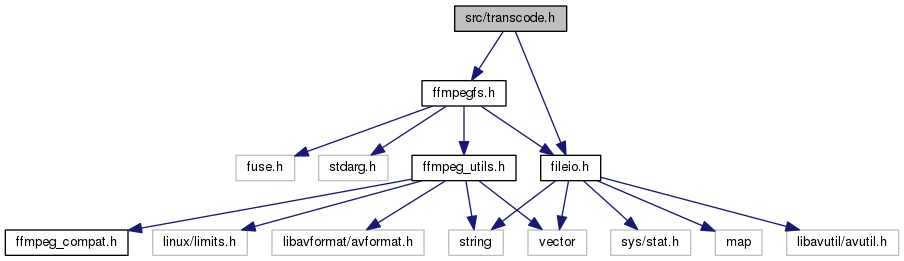 src/transcode.h
ffmpegfs.h
fuse.h
stdarg.h
ffmpeg_utils.h
fileio.h
ffmpeg_compat.h
linux/limits.h
libavformat/avformat.h
string
vector
sys/stat.h
map
libavutil/avutil.h